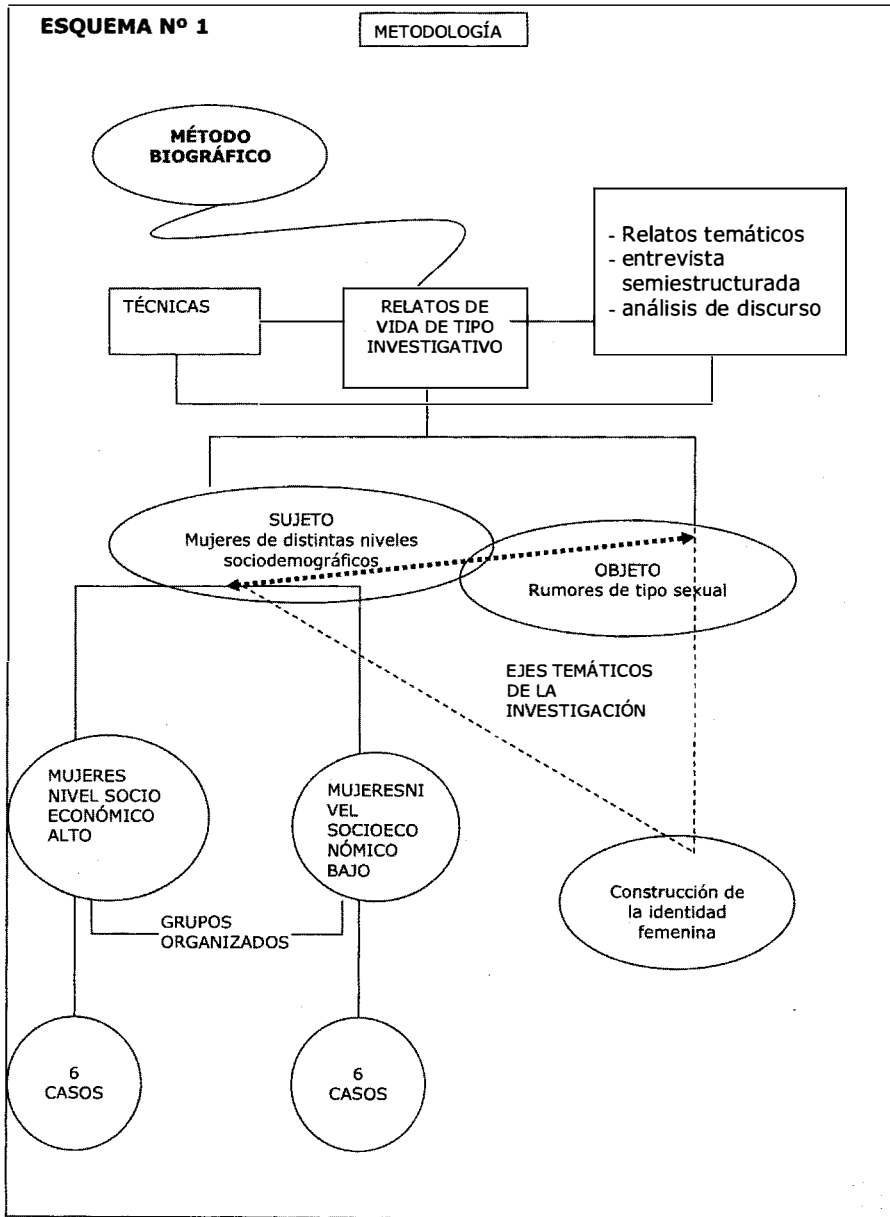 ESQUEMA Nº 1
METODOLOGÍA
MÉTODO
BIOGRÁFICO
TÉCNICAS
RELATOS DE
VIDA DE TIPO
INVESTIGATIVO
- Relatos temáticos
- entrevista
semiestructurada
- análisis de discurso
SUJETO
Mujeres de distintas niveles
sociodemográficos
OBJETO
Rumores de tipo sexual
EJES TEMÁTICOS
DE LA
INVESTIGACIÓN
MUJERES
NIVEL SOCIO
ECONÓMICO
ALTO
MUJERESNI
VEL
SOCIOECO
NÓMICO
BAJO
GRUPOS
ORGANIZADOS
Construcción de
la identidad
femenina
6
CASOS
6
CASOS